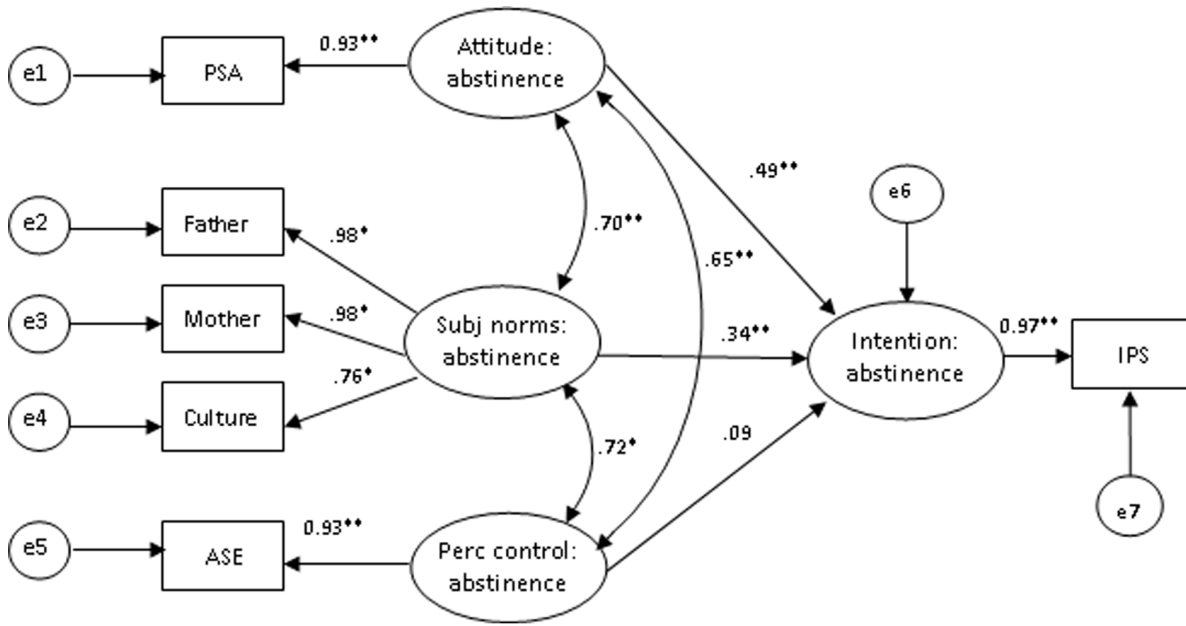 e1
PSA
0.93**
Attitude:
abstinence
.49**
e2
Father
.98*
.70**
e6
.65**
e3
Mother
.98*
Subj norms:
abstinence
.34**
Intention:
abstinence
0.97**
IPS
e4
Culture
.76*
.72*
.09
e5
ASE
0.93**
Perc control:
abstinence
e7